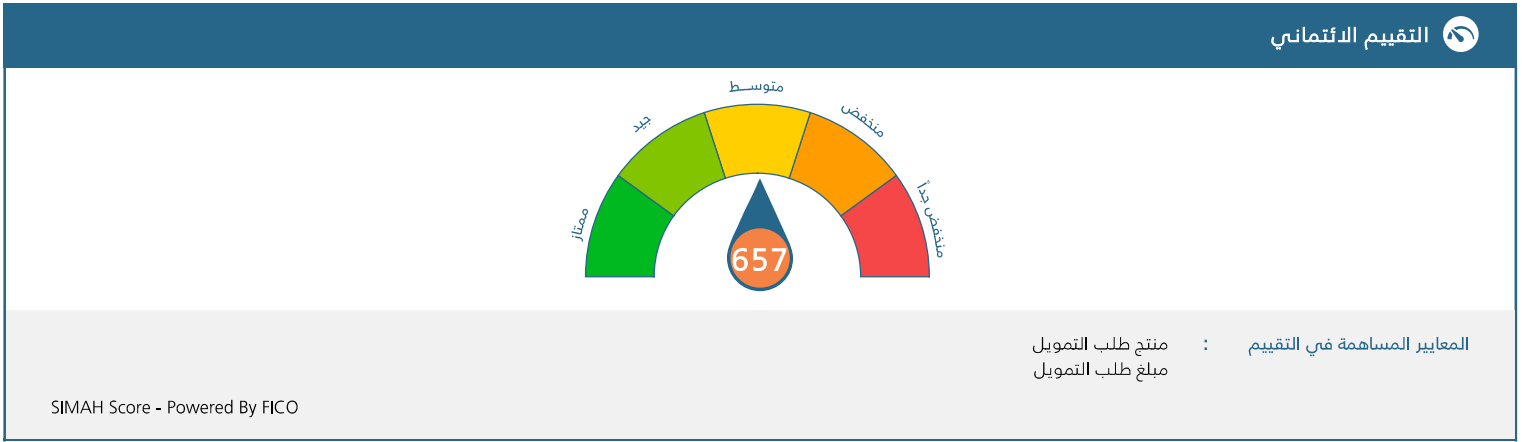 التقييم الائتماني
متوســط
منخفض
جيد
منخفض جداً
ممتاز
657
المعايير المساهمة في التقييم : منتج طلب التمويل
مبلغ طلب التمويل
SIMAH Score - Powered By FICO